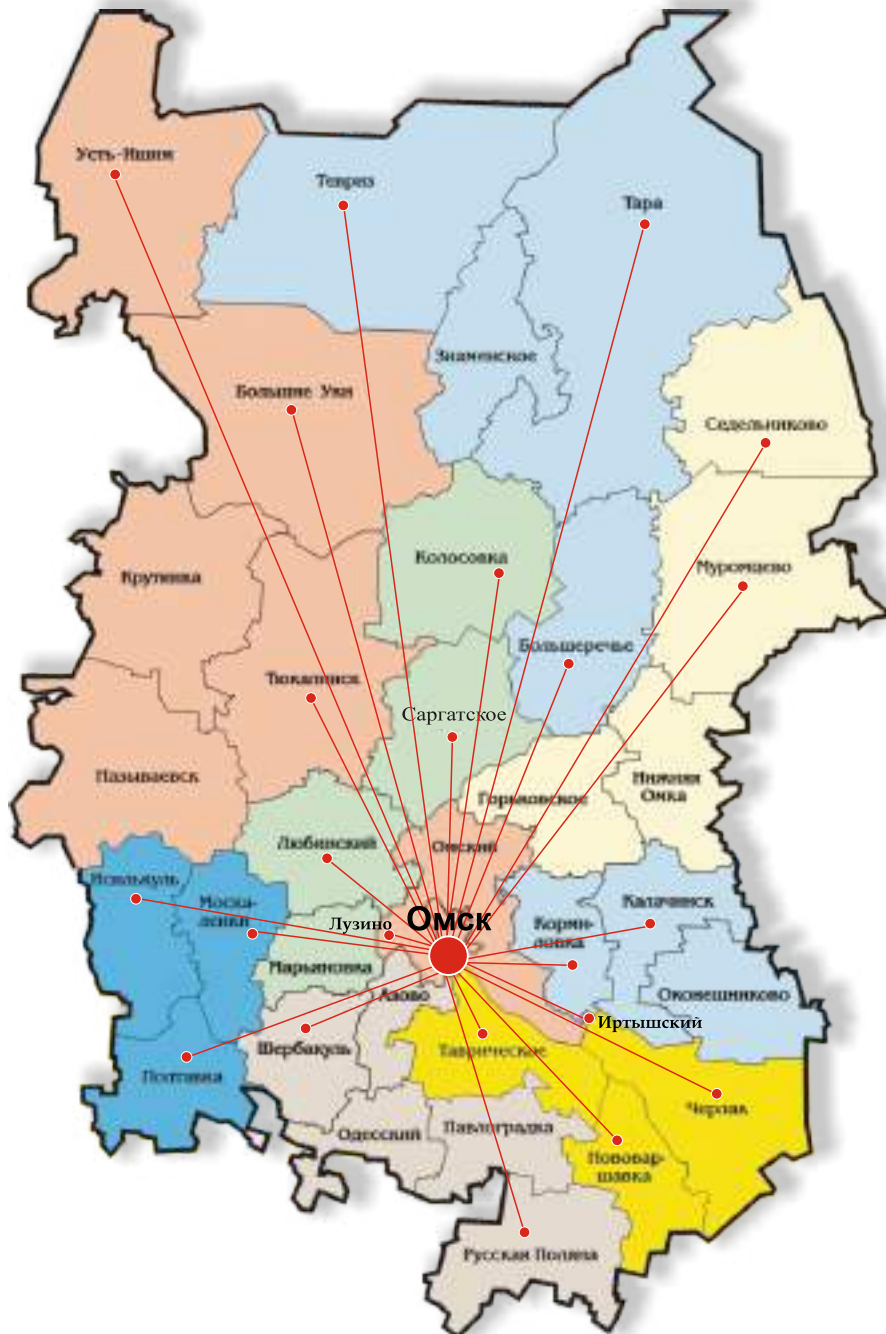 Усть-Ишим
Тевриз
Тара
Знаменское
Большие Уки
Седельниково
Колосовка
Крутинка
Муромцево
Большеречье
Тюкалинск
Саргатское
Называевск
Горьковское
Нижняя
Омка
Любинский
Омский
Исилькуль
Моска-
ленки
Калачинск
Лузино
Омск
Корми-
ловка
Марьяновка
Азово
Оконешниково
Иртышский
Шербакуль
Таврическое
Полтавка
Черлак
Одесский
Павлоградка
Нововар-
шавка
Русская Поляна